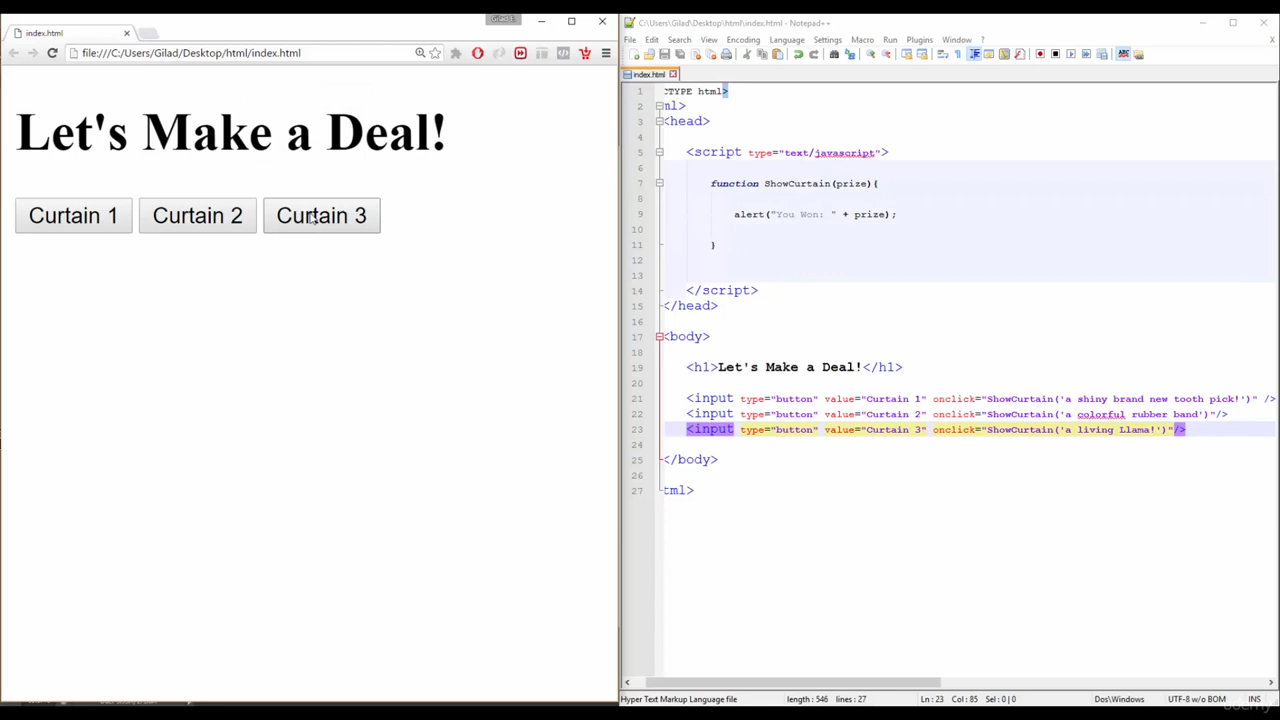 Gilad E.
index.html
file:///C:/Users/Gilad/Desktop/html/index.html
Let's Make a Deal!
Curtain 1 Curtain 2 Curtain 3
C:\Users\Gilad\Desktop\html\index.html - Notepad++
File Edit Search View Encoding Language Settings Macro Run Plugins Window ? X
index.html
1 CTYPE html>
2 ml>
3 <head>
4
5 <script type="text/javascript">
6
7 function ShowCurtain(prize){
8
9 alert("You Won: " + prize);
10
11 }
12
13
14 </script>
15 </head>
16
17 <body>
18
19 <h1>Let's Make a Deal!</h1>
20
21 <input type="button" value="Curtain 1" onclick="ShowCurtain('a shiny brand new tooth pick!')" />
22 <input type="button" value="Curtain 2" onclick="ShowCurtain('a colorful rubber band')"/>
23 <input type="button" value="Curtain 3" onclick="ShowCurtain('a living Llama!')"/>
24
25 </body>
26
27 tml>
Hyper Text Markup Language file length : 546 lines : 27 Ln : 23 Col : 85 Sel : 0 | 0 Dos\Windows UTF-8 w/o BOM INS
udemy